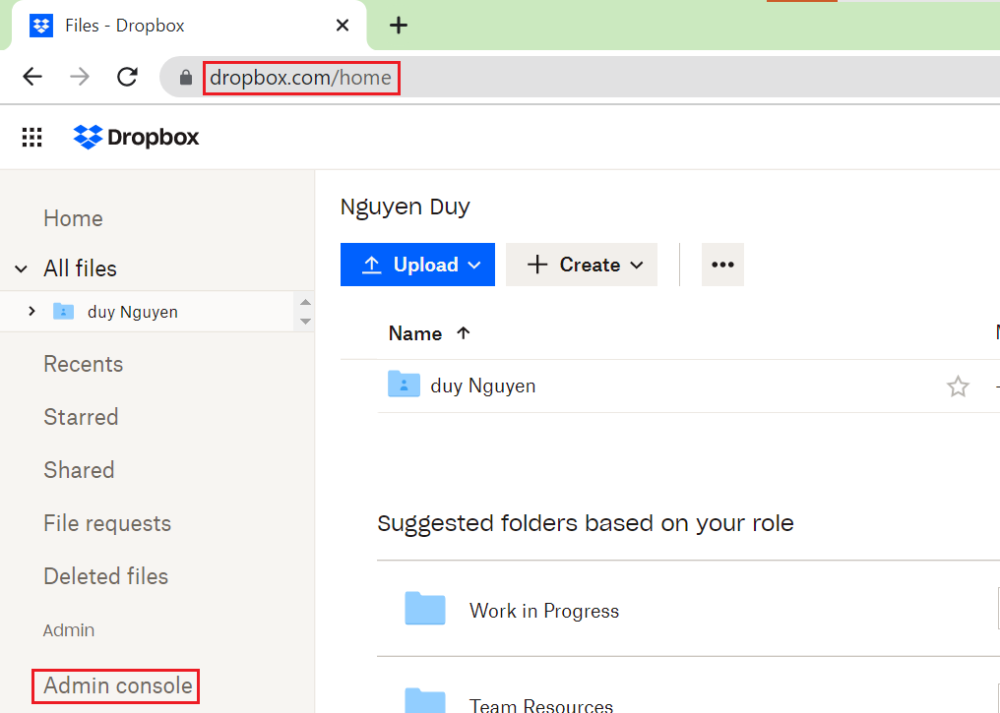 Files - Dropbox
dropbox.com/home
Dropbox
Home
All files
duy Nguyen
Recents
Starred
Shared
File requests
Deleted files
Admin
Admin console
Nguyen Duy
Upload
Create
Name
duy Nguyen
Suggested folders based on your role
Work in Progress
Team Resources